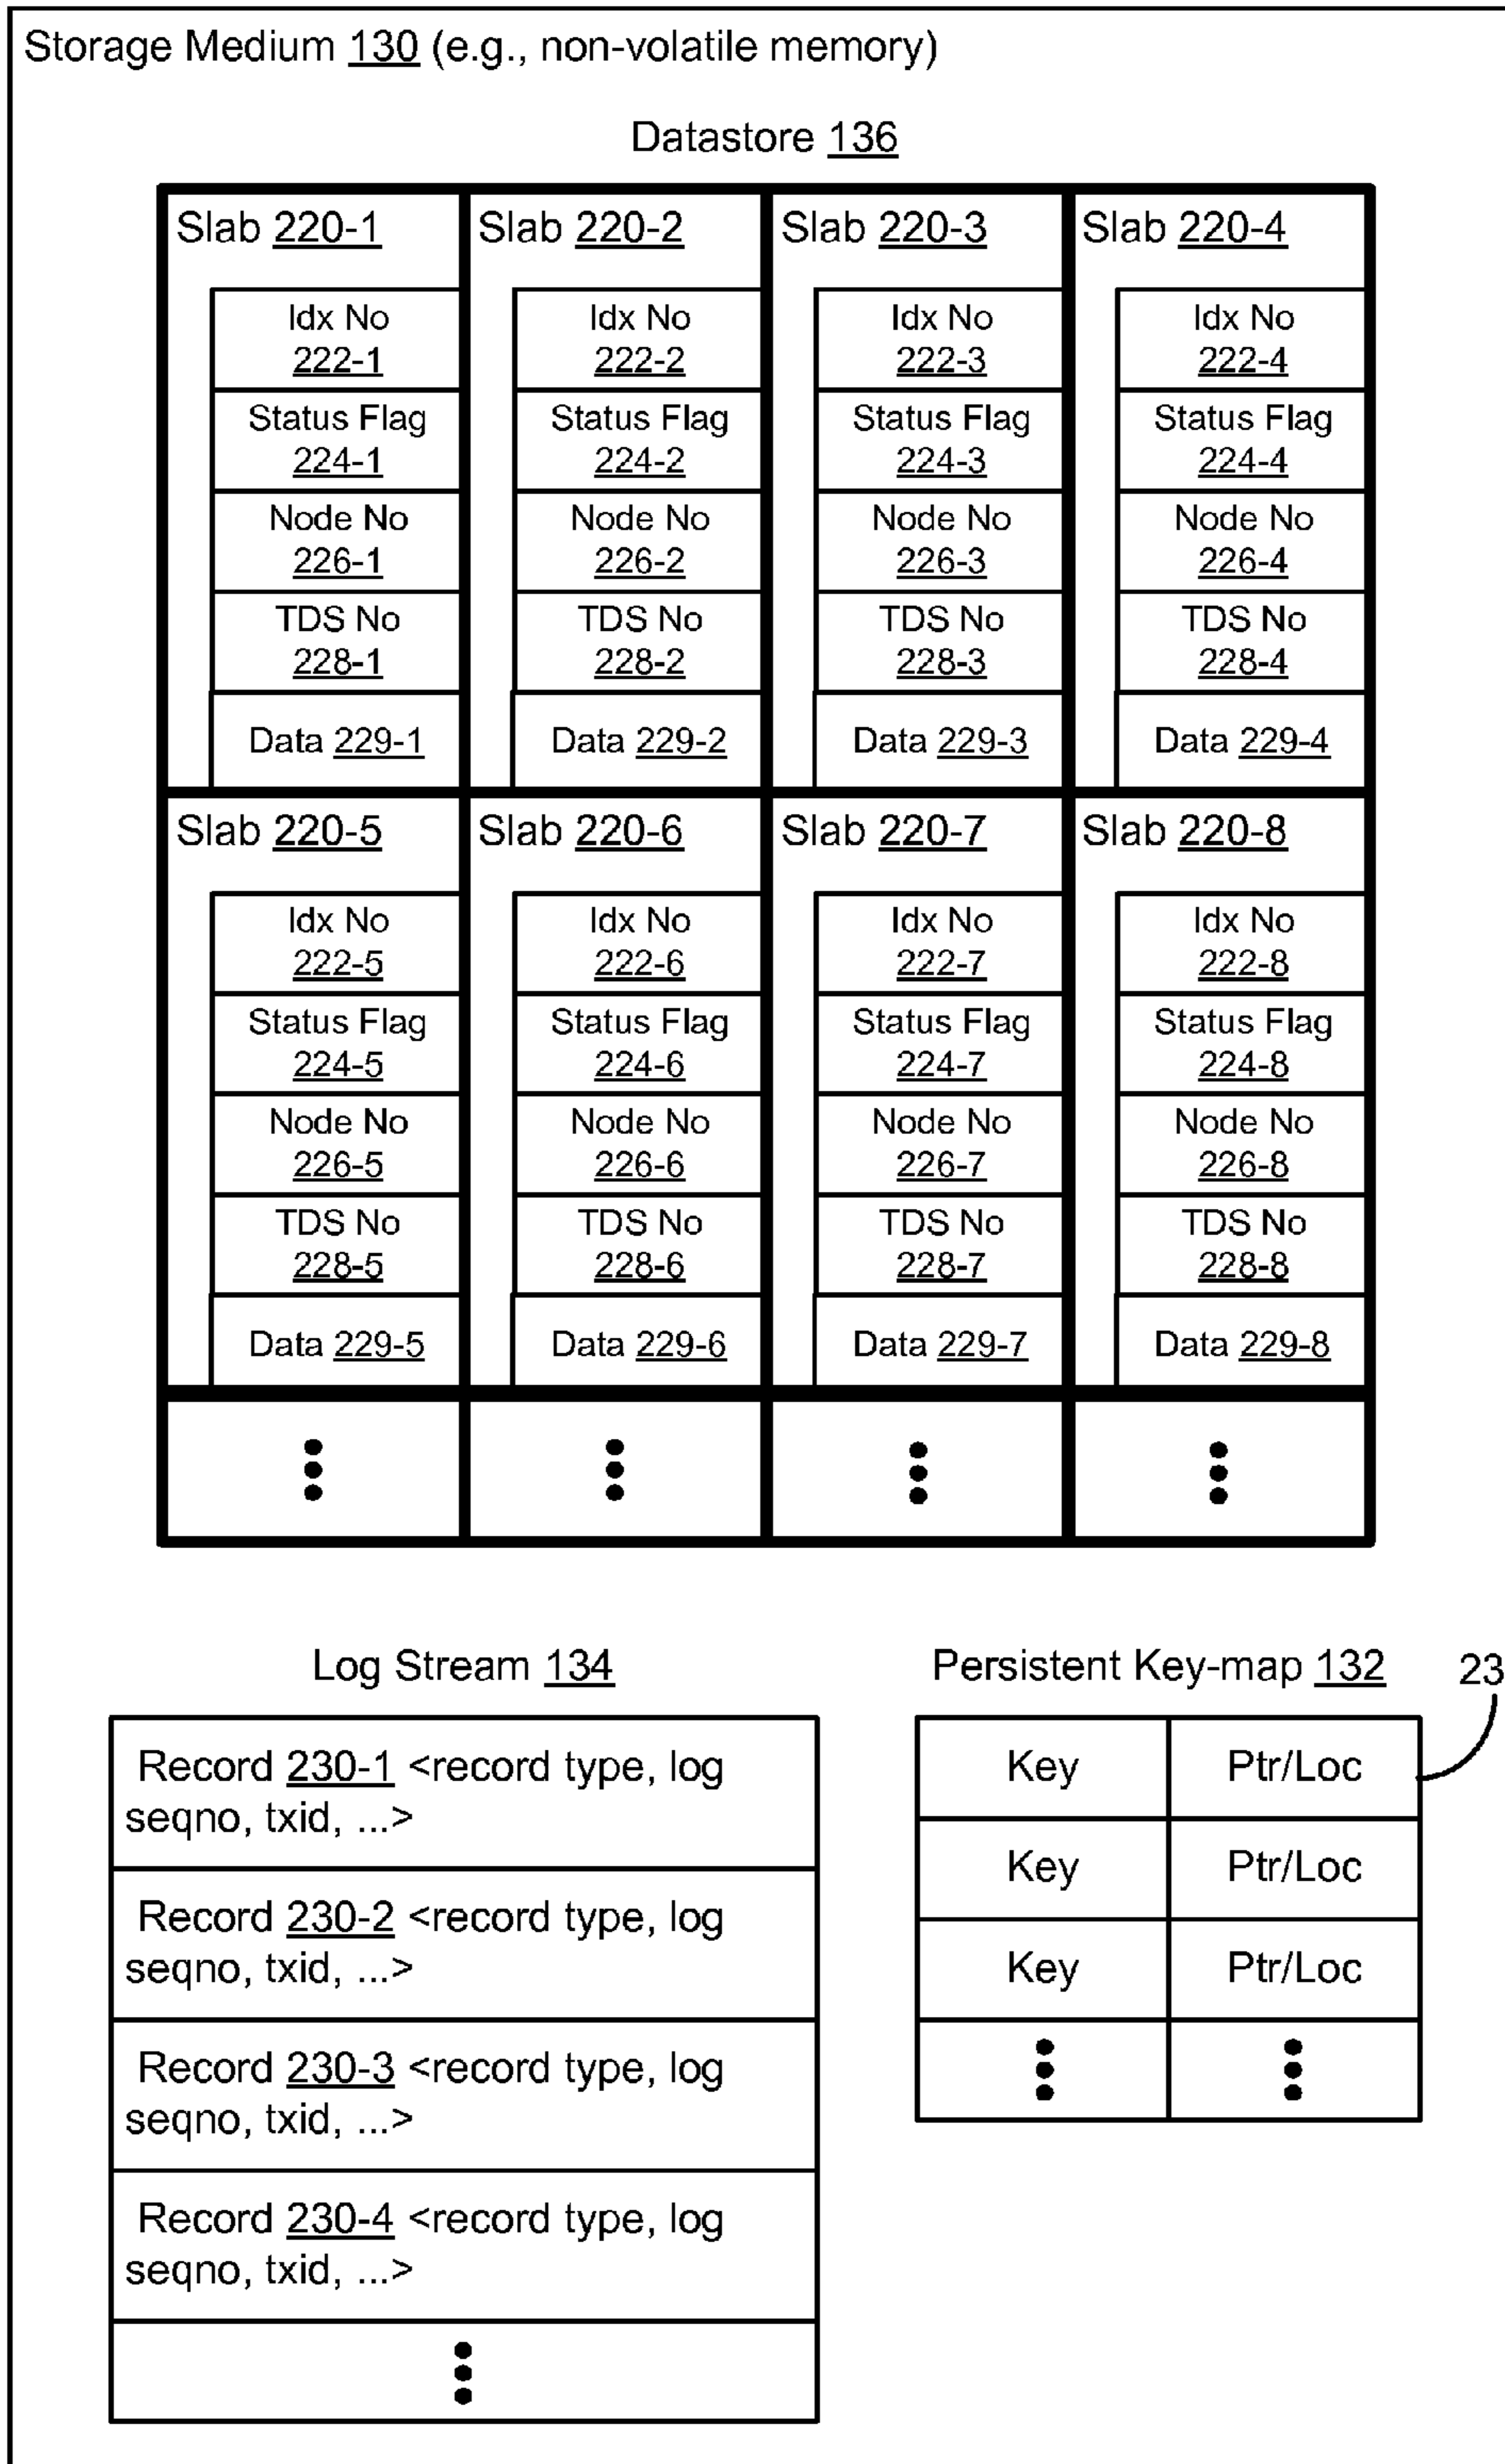 Storage Medium 130 (e.g., non-volatile memory)
Datastore 136
Slab 220-1
Idx No
222-1
Status Flag
224-1
Node No
226-1
TDS No
228-1
Data 229-1
Slab 220-2
Idx No
222-2
Status Flag
224-2
Node No
226-2
TDS No
228-2
Data 229-2
Slab 220-3
Idx No
222-3
Status Flag
224-3
Node No
226-3
TDS No
228-3
Data 229-3
Slab 220-4
Idx No
222-4
Status Flag
224-4
Node No
226-4
TDS No
228-4
Data 229-4
Slab 220-5
Idx No
222-5
Status Flag
224-5
Node No
226-5
TDS No
228-5
Data 229-5
Slab 220-6
Idx No
222-6
Status Flag
224-6
Node No
226-6
TDS No
228-6
Data 229-6
Slab 220-7
Idx No
222-7
Status Flag
224-7
Node No
226-7
TDS No
228-7
Data 229-7
Slab 220-8
Idx No
222-8
Status Flag
224-8
Node No
226-8
TDS No
228-8
Data 229-8
Log Stream 134
Record 230-1 <record type, log
seqno, txid, ...>
Record 230-2 <record type, log
seqno, txid, ...>
Record 230-3 <record type, log
seqno, txid, ...>
Record 230-4 <record type, log
seqno, txid, ...>
Persistent Key-map 132
23
Key Ptr/Loc
Key Ptr/Loc
Key Ptr/Loc